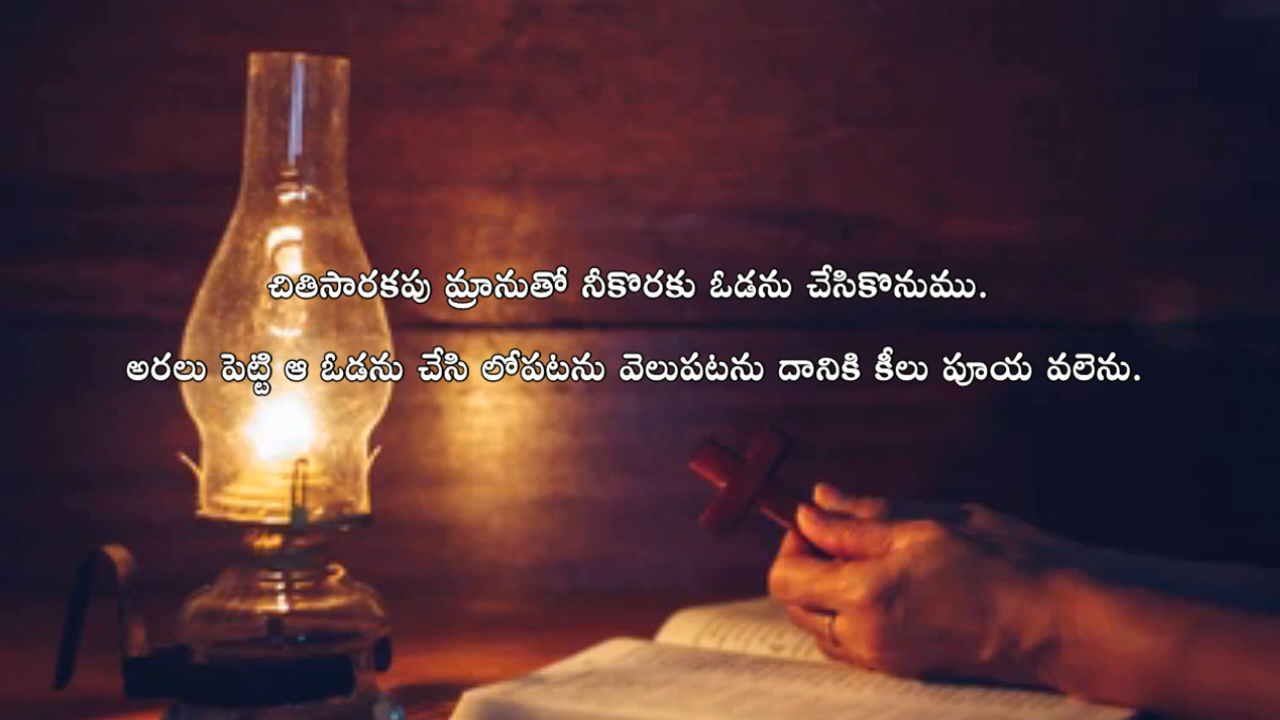 చితిసారకపు మ్రానుతో నీకొరకు ఓడను చేసికొనుము.
అరలు పెట్టి ఆ ఓడను చేసి లోపటను వెలుపటను దానికి కీలు పూయ వలెను.